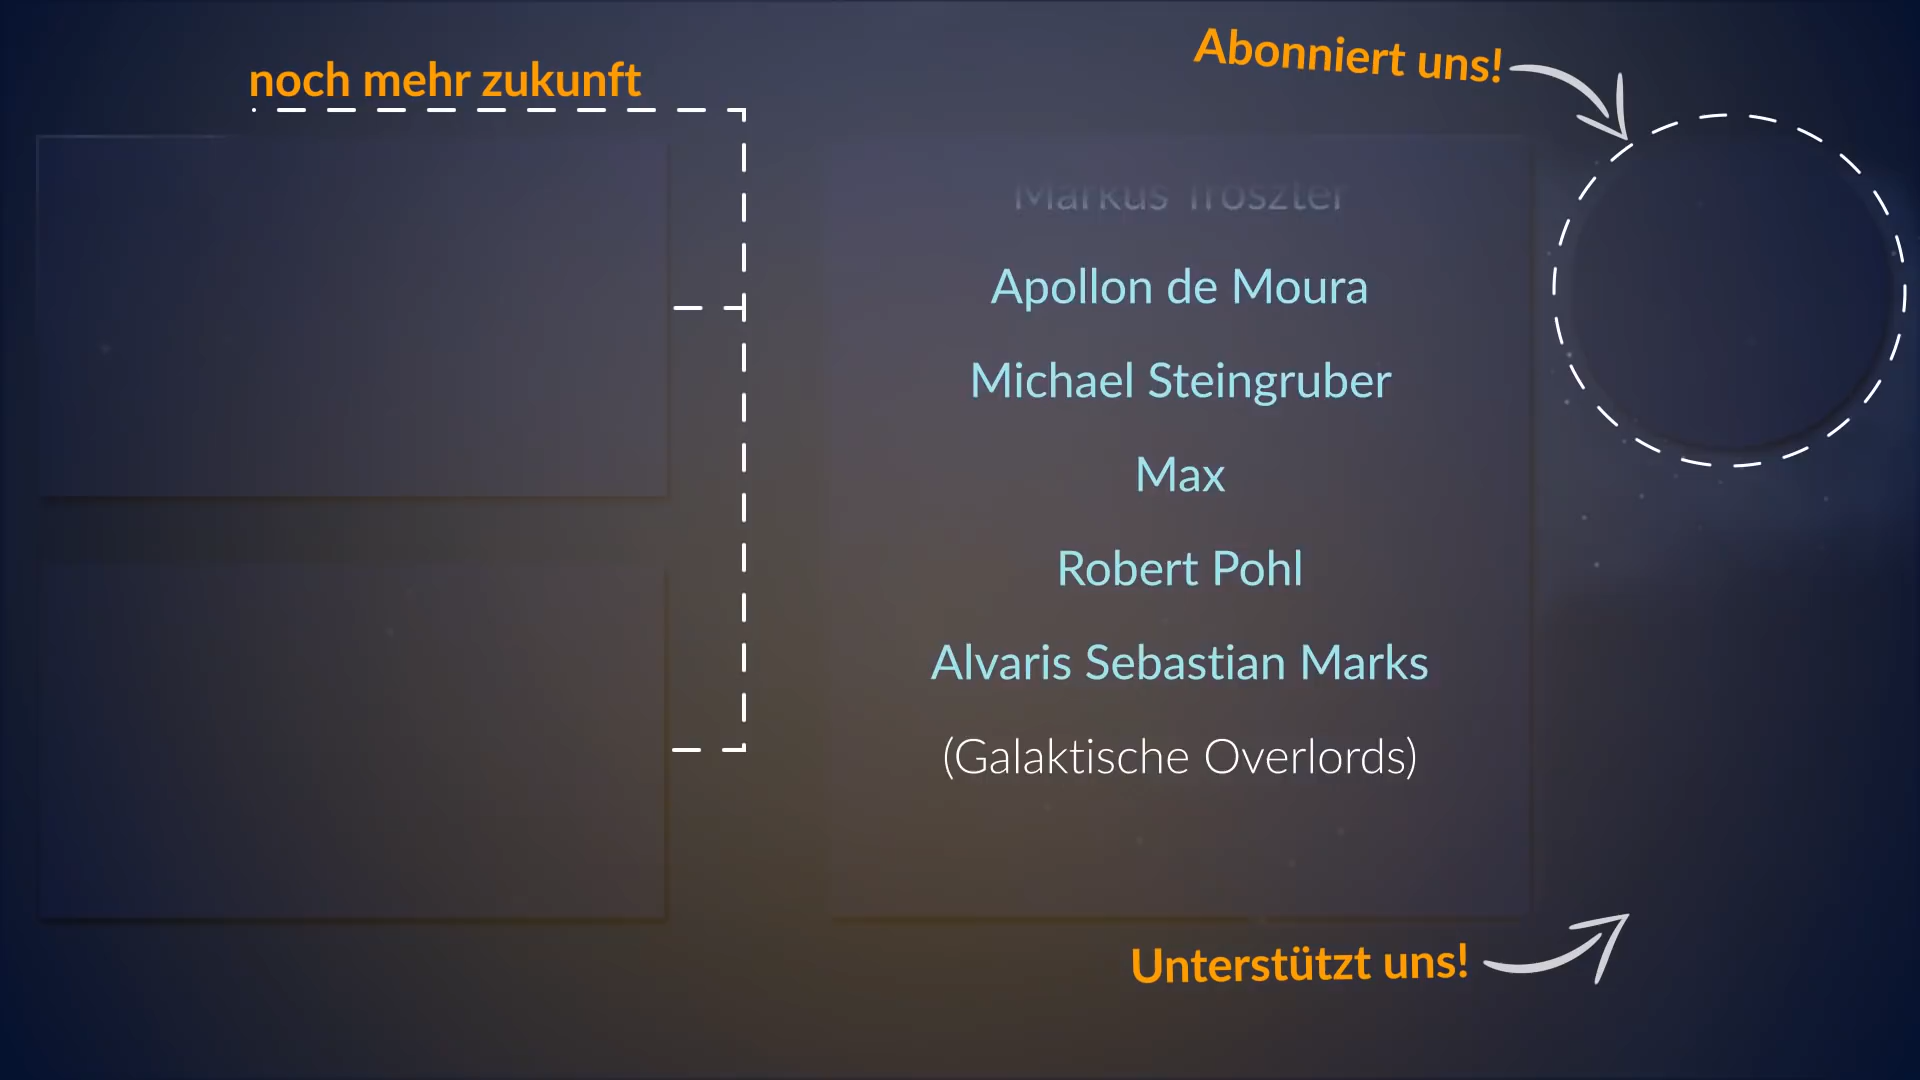 noch mehr zukunft
Abonniert uns!
Markus
Apollon de Moura
Michael Steingruber
Max
Robert Pohl
Alvaris Sebastian Marks
(Galaktische Overlords)
Unterstützt uns!